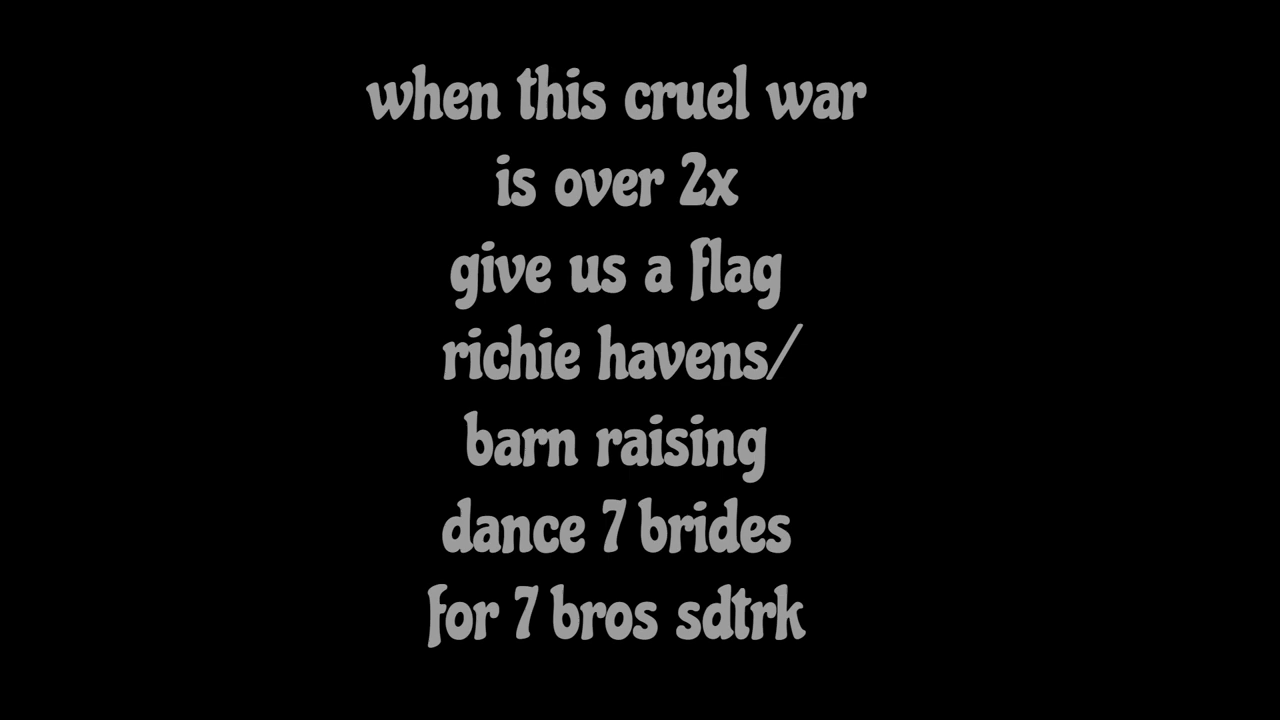 when this cruel war
is over 2x
give us a flag
richie havens/
barn raising
dance 7 brides
for 7 bros sdtrk